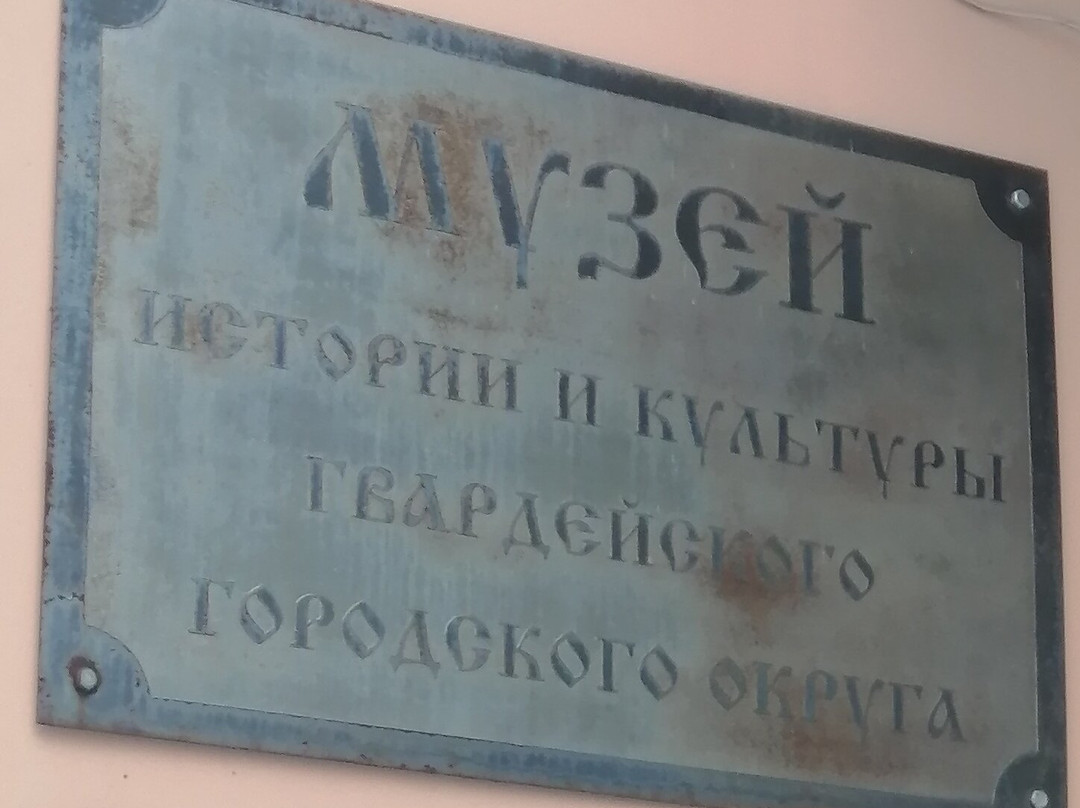 МУЗЕЙ
ИСТОРИИ И КУЛЬТУРЫ
ГВАРДЕЙСКОГО
ГОРОДСКОГО ОКРУГА